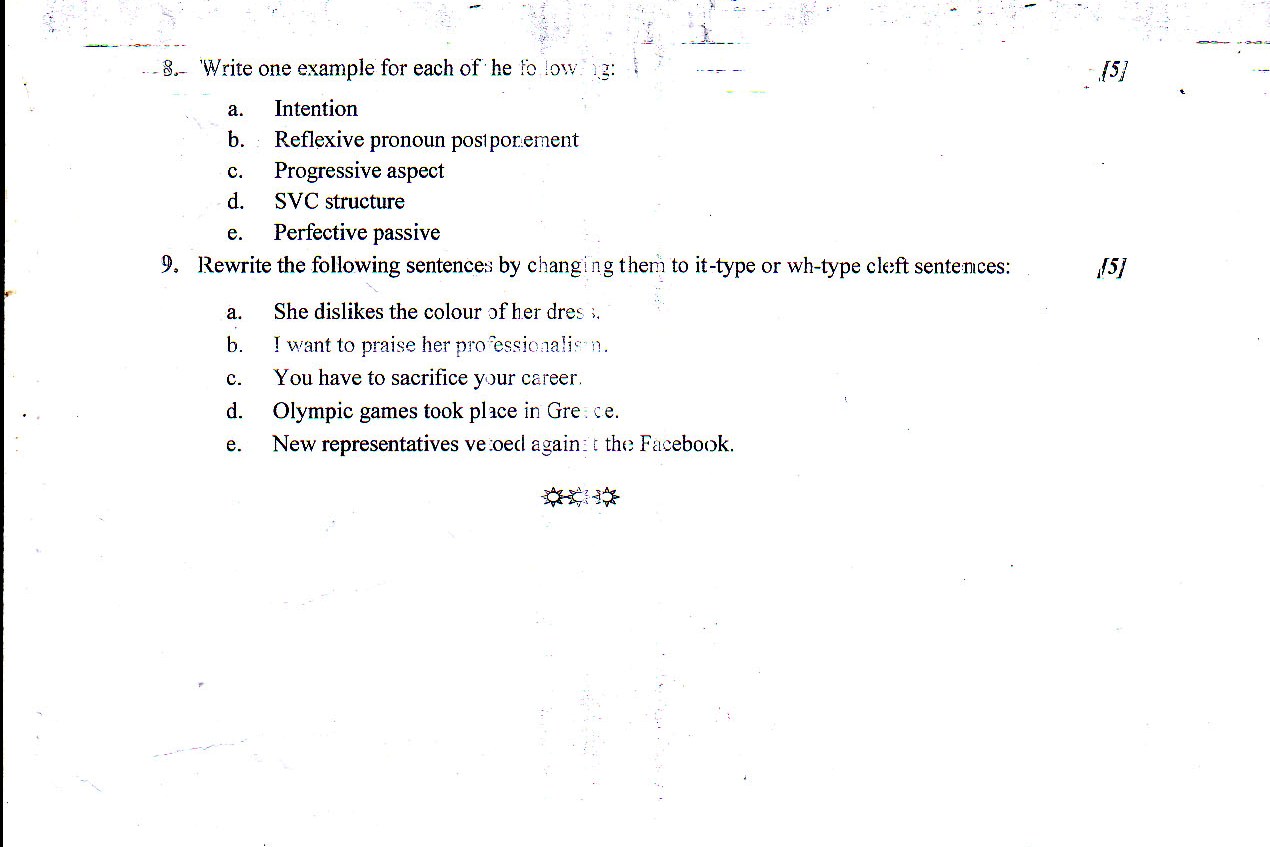 8. Write one example for each of the following: [5]
a. Intention
b. Reflexive pronoun postponement
c. Progressive aspect
d. SVC structure
e. Perfective passive
9. Rewrite the following sentences by changing them to it-type or wh-type cleft sentences: [5]
a. She dislikes the colour of her dress.
b. I want to praise her professionalism.
c. You have to sacrifice your career.
d. Olympic games took place in Greece.
e. New representatives vetoed against the Facebook.